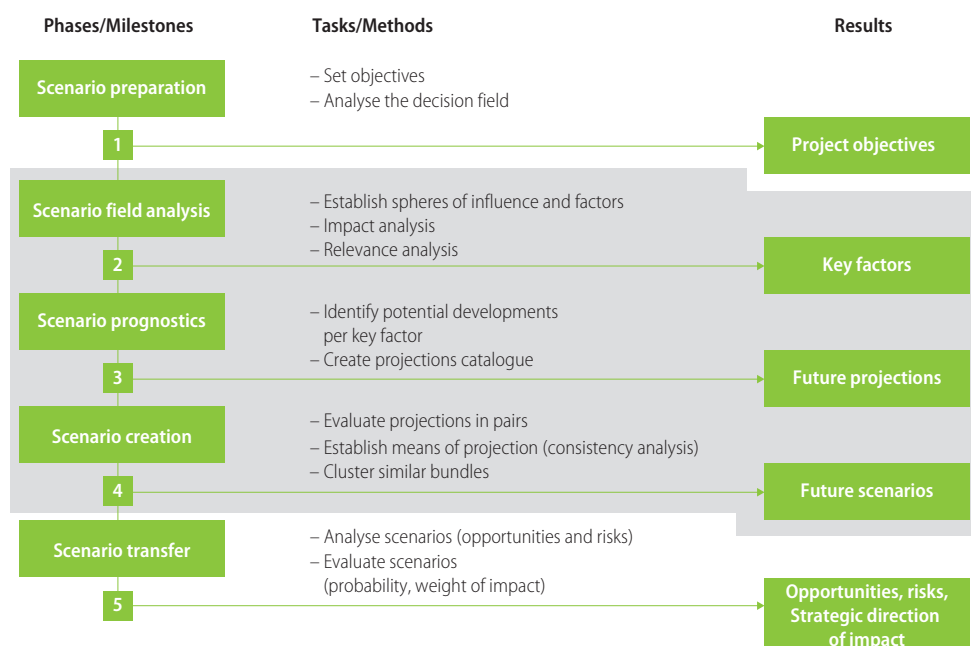 Phases/Milestones
Tasks/Methods
Results
Scenario preparation
– Set objectives
– Analyse the decision field
1
Project objectives
Scenario field analysis
– Establish spheres of influence and factors
– Impact analysis
– Relevance analysis
2
Key factors
Scenario prognostics
– Identify potential developments
per key factor
– Create projections catalogue
3
Future projections
Scenario creation
– Evaluate projections in pairs
– Establish means of projection (consistency analysis)
– Cluster similar bundles
4
Future scenarios
Scenario transfer
– Analyse scenarios (opportunities and risks)
– Evaluate scenarios
(probability, weight of impact)
5
Opportunities, risks,
Strategic direction
of impact